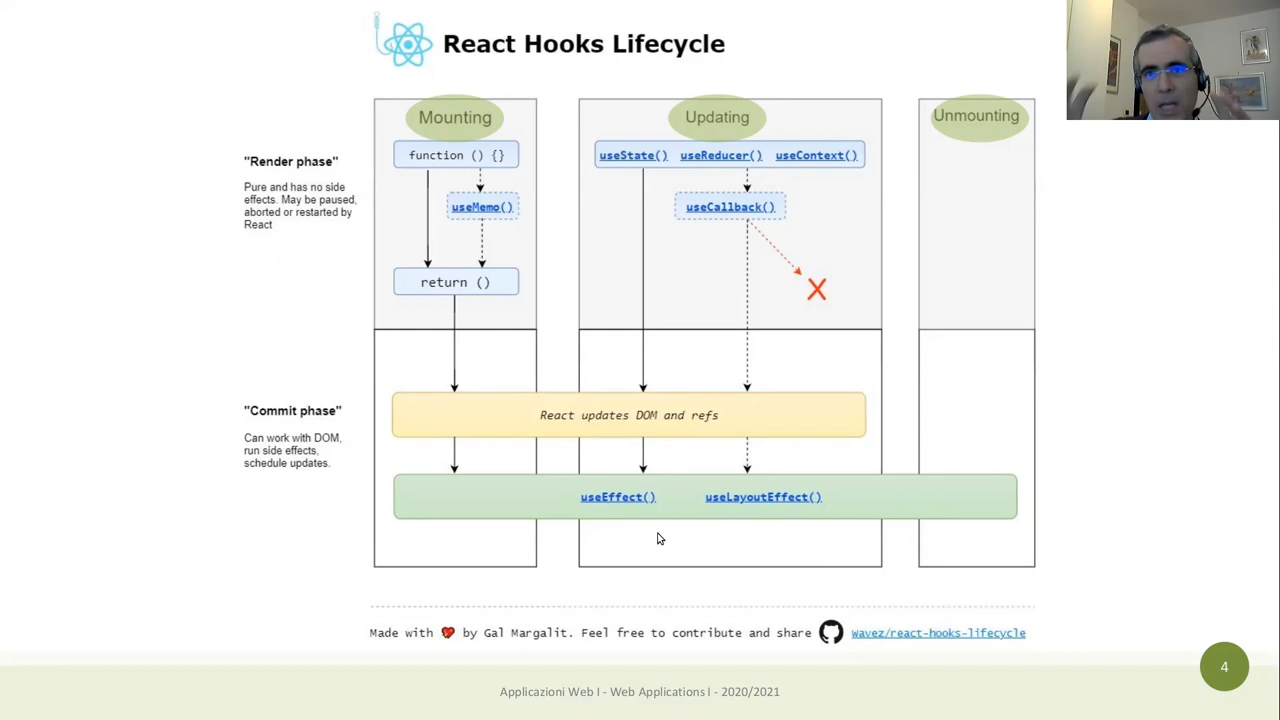 React Hooks Lifecycle
Mounting
Updating
Unmounting
"Render phase"
Pure and has no side
effects. May be paused,
aborted or restarted by
React
function () {}
useMemo()
return ()
useState() useReducer() useContext()
useCallback()
X
"Commit phase"
Can work with DOM,
run side effects,
schedule updates.
React updates DOM and refs
useEffect() useLayoutEffect()
Made with ❤ by Gal Margalit. Feel free to contribute and share wavez/react-hooks-lifecycle
4
Applicazioni Web I - Web Applications I - 2020/2021